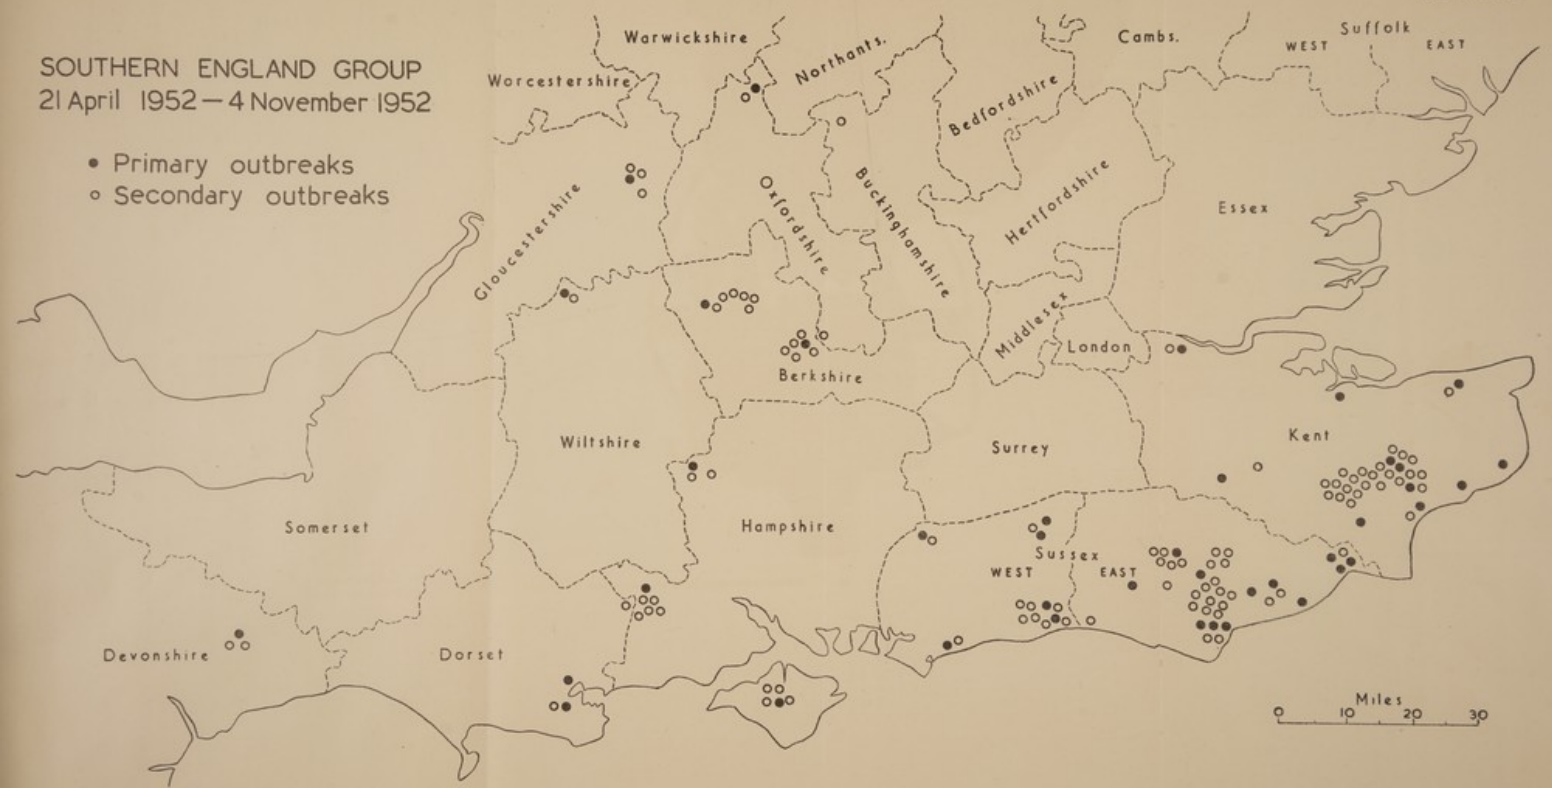 SOUTHERN ENGLAND GROUP
21 April 1952 — 4 November 1952
Primary outbreaks
Secondary outbreaks
Warwickshire
Worcestershire
Northants.
Bedfordshire
Cambs.
Suffolk
WEST
EAST
Gloucestershire
Oxfordshire
Buckinghamshire
Hertfordshire
Essex
Middlesex
London
Berkshire
Wiltshire
Surrey
Kent
Somerset
Hampshire
Sussex
WEST
EAST
Devonshire
Dorset
Miles
0 10 20 30